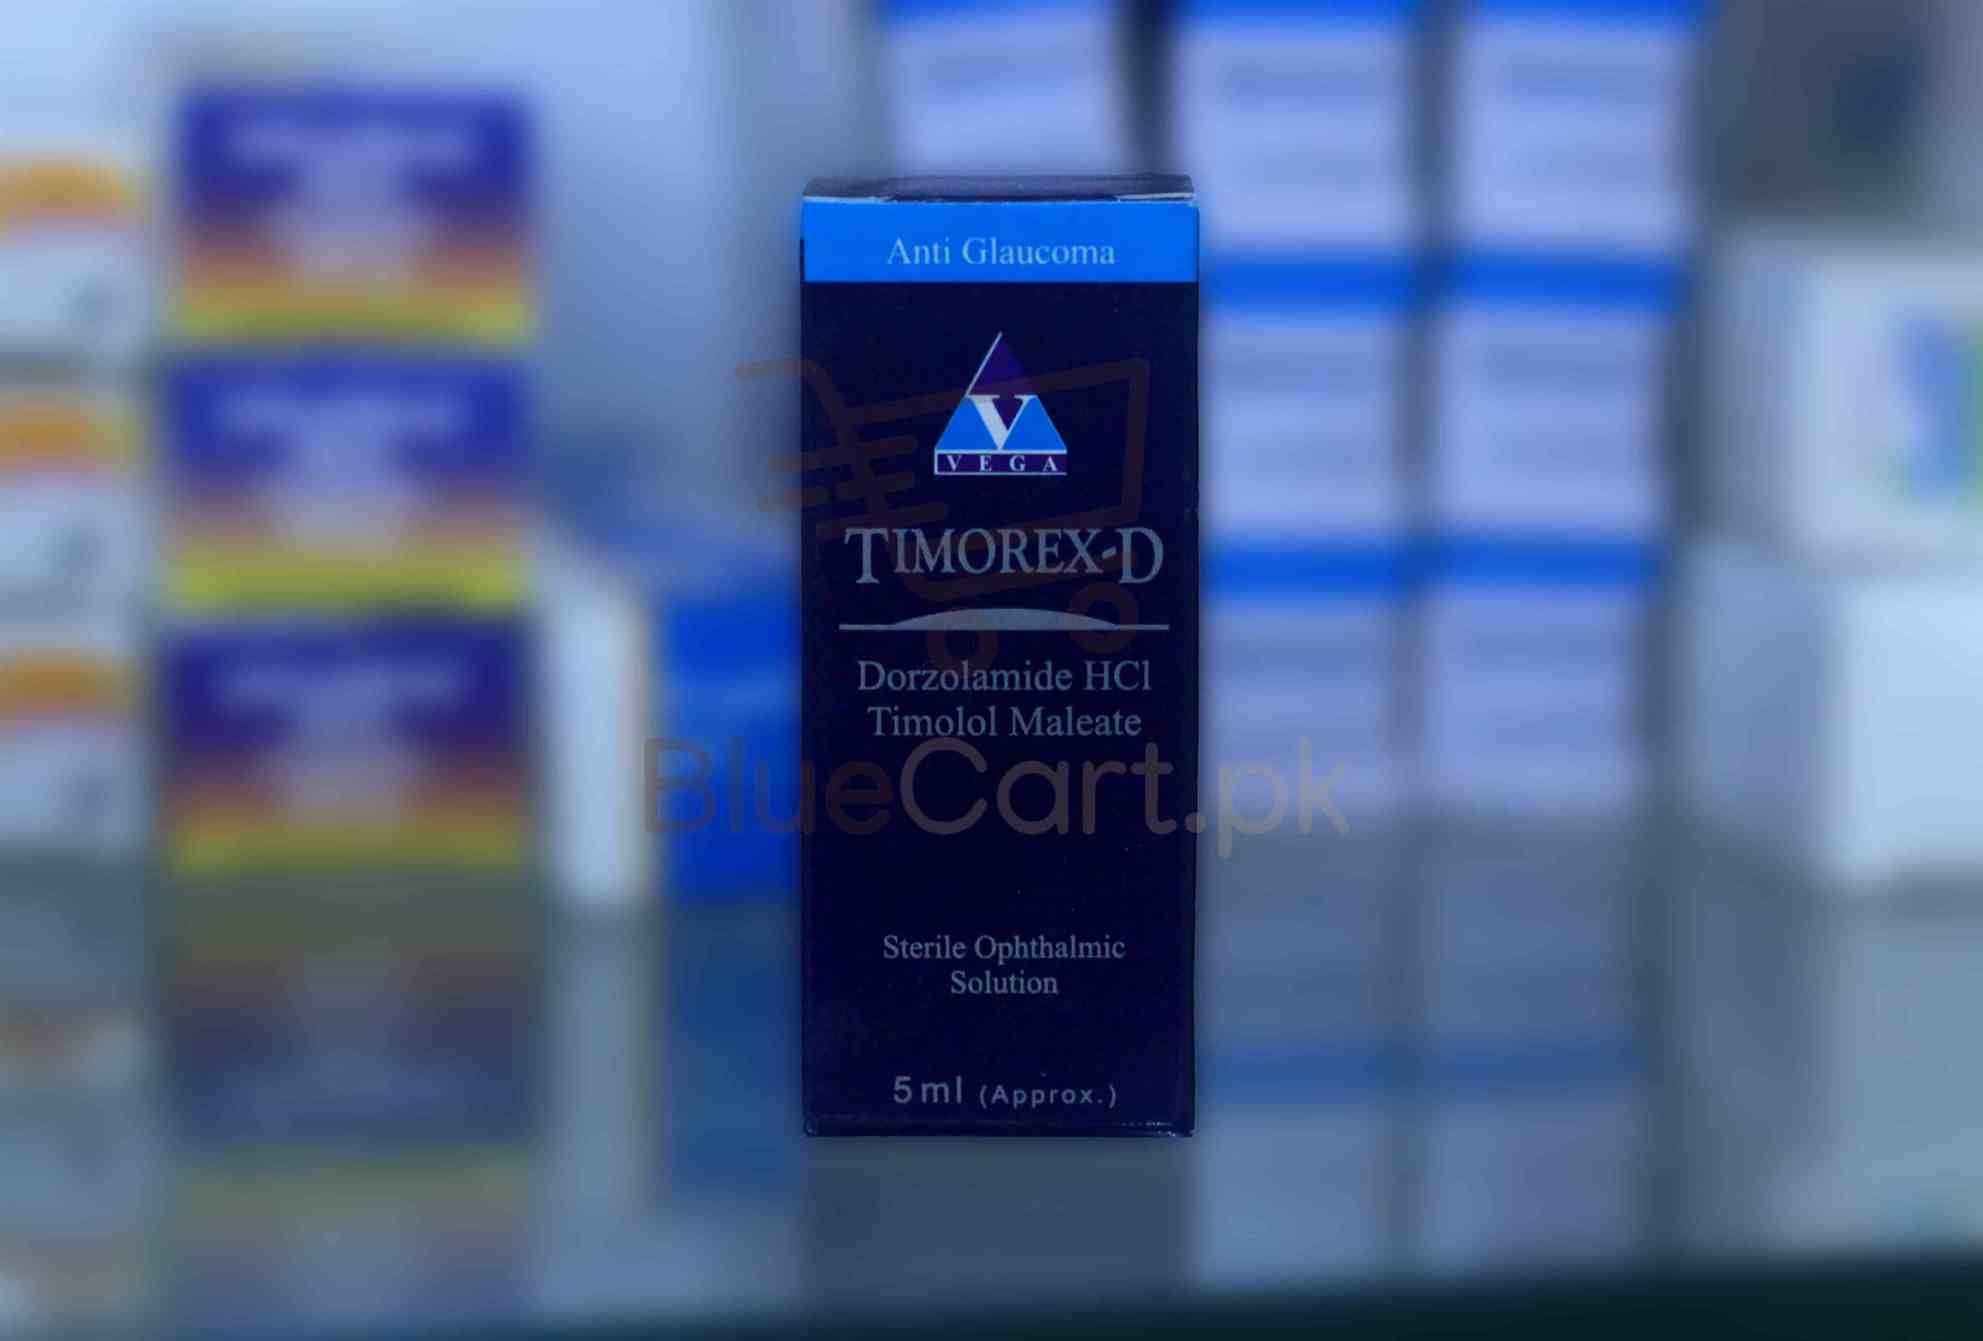 Anti Glaucoma
V
VEGA
TIMOREX-D
Dorzolamide HCl
Timolol Maleate
BlueCart.pk
Sterile Ophthalmic
Solution
5ml (Approx.)